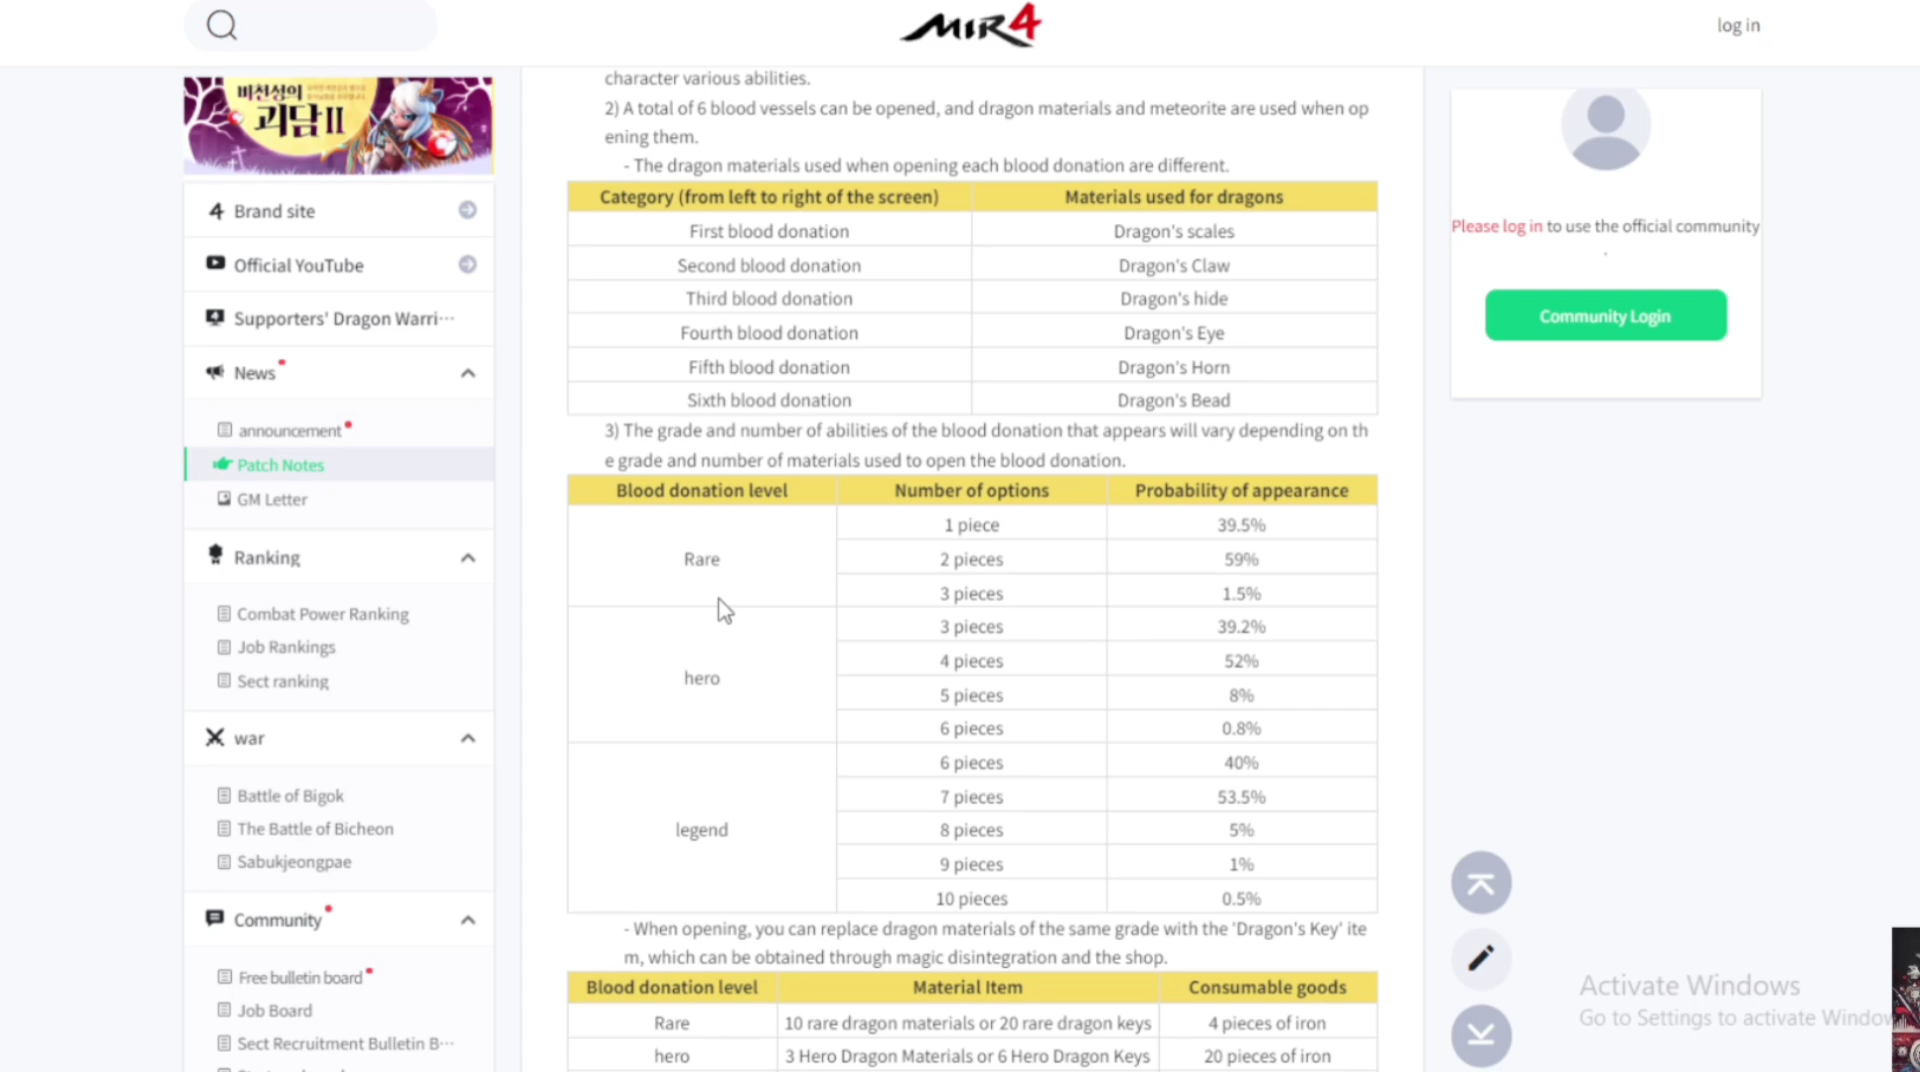 MIR4
log in
비천성의
괴담II
Brand site
Official YouTube
Supporters' Dragon Warri···
News
announcement
Patch Notes
GM Letter
Ranking
Combat Power Ranking
Job Rankings
Sect ranking
war
Battle of Bigok
The Battle of Bicheon
Sabukjeongpae
Community
Free bulletin board
Job Board
Sect Recruitment Bulletin B···
character various abilities.
2) A total of 6 blood vessels can be opened, and dragon materials and meteorite are used when op
ening them.
- The dragon materials used when opening each blood donation are different.
Category (from left to right of the screen) Materials used for dragons
First blood donation Dragon's scales
Second blood donation Dragon's Claw
Third blood donation Dragon's hide
Fourth blood donation Dragon's Eye
Fifth blood donation Dragon's Horn
Sixth blood donation Dragon's Bead
3) The grade and number of abilities of the blood donation that appears will vary depending on th
e grade and number of materials used to open the blood donation.
Blood donation level Number of options Probability of appearance
Rare
1 piece 39.5%
2 pieces 59%
3 pieces 1.5%
hero
3 pieces 39.2%
4 pieces 52%
5 pieces 8%
6 pieces 0.8%
legend
6 pieces 40%
7 pieces 53.5%
8 pieces 5%
9 pieces 1%
10 pieces 0.5%
- When opening, you can replace dragon materials of the same grade with the 'Dragon's Key' ite
m, which can be obtained through magic disintegration and the shop.
Blood donation level Material Item Consumable goods
Rare 10 rare dragon materials or 20 rare dragon keys 4 pieces of iron
hero 3 Hero Dragon Materials or 6 Hero Dragon Keys 20 pieces of iron
Please log in to use the official community
.
Community Login
Activate Windows
Go to Settings to activate Window